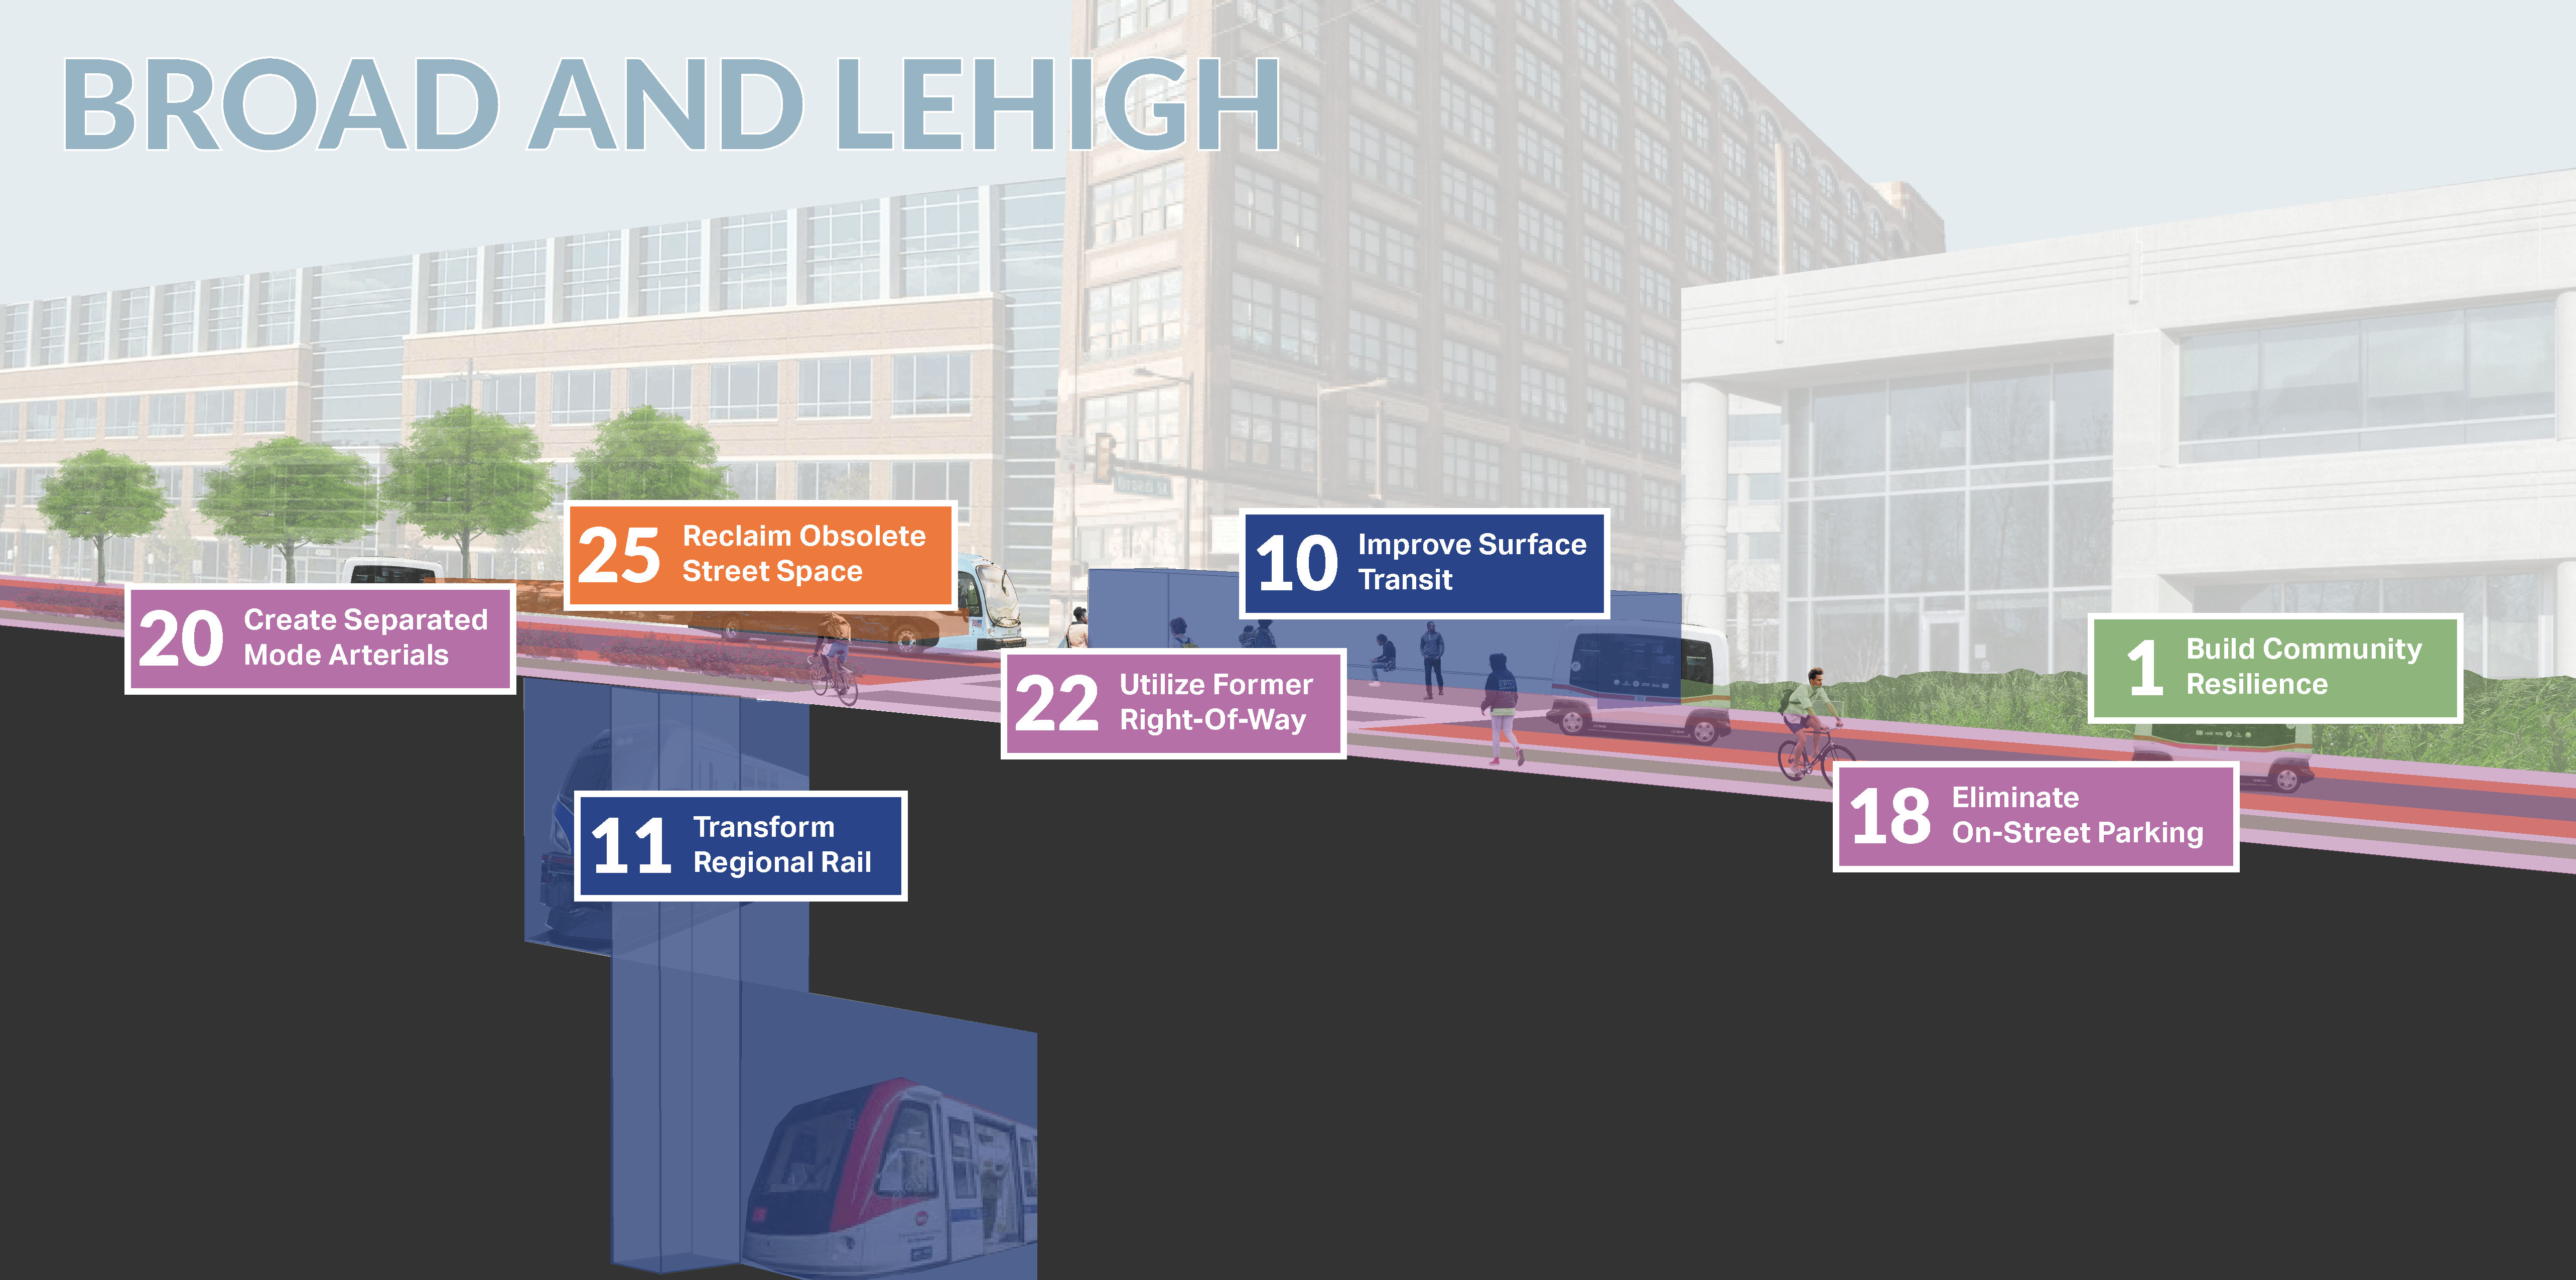 BROAD AND LEHIGH
25 Reclaim Obsolete
Street Space
10 Improve Surface
Transit
20 Create Separated
Mode Arterials
22 Utilize Former
Right-Of-Way
1 Build Community
Resilience
11 Transform
Regional Rail
18 Eliminate
On-Street Parking